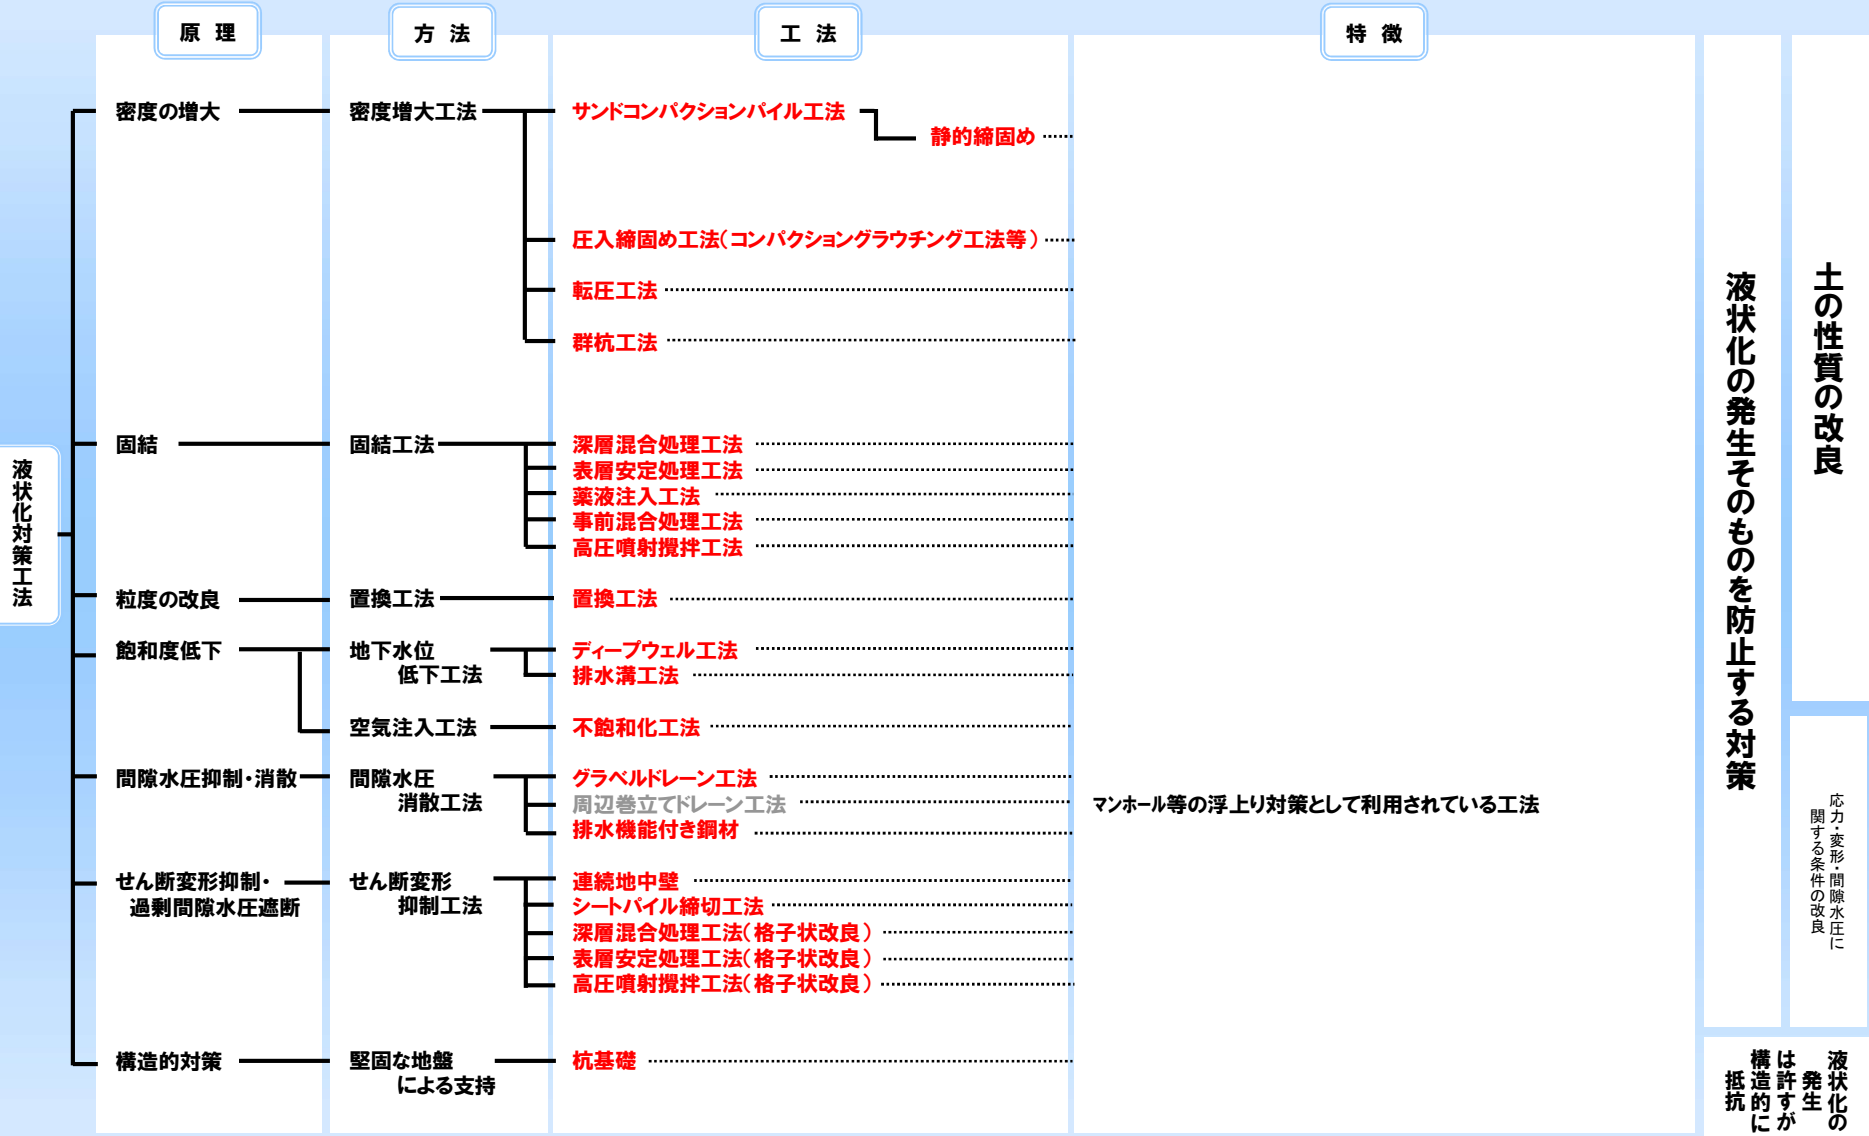 原理
方法
工法
特徴
液状化対策工法
密度の増大
密度増大工法
サンドコンパクションパイル工法
静的締固め
圧入締固め工法(コンパクショングラウチング工法等)
転圧工法
群杭工法
固結
固結工法
深層混合処理工法
表層安定処理工法
薬液注入工法
事前混合処理工法
高圧噴射攪拌工法
粒度の改良
置換工法
置換工法
飽和度低下
地下水位
低下工法
ディープウェル工法
排水溝工法
空気注入工法
不飽和化工法
間隙水圧抑制・消散
間隙水圧
消散工法
グラベルドレーン工法
周辺巻立てドレーン工法
マンホール等の浮上り対策として利用されている工法
排水機能付き鋼材
せん断変形抑制・
過剰間隙水圧遮断
せん断変形
抑制工法
連続地中壁
シートパイル締切工法
深層混合処理工法(格子状改良)
表層安定処理工法(格子状改良)
高圧噴射攪拌工法(格子状改良)
構造的対策
堅固な地盤
による支持
杭基礎
液状化の発生そのものを防止する対策
土の性質の改良
応力・変形・間隙水圧に
関する条件の改良
液状化の
発生
は許すが
構造的に
抵抗